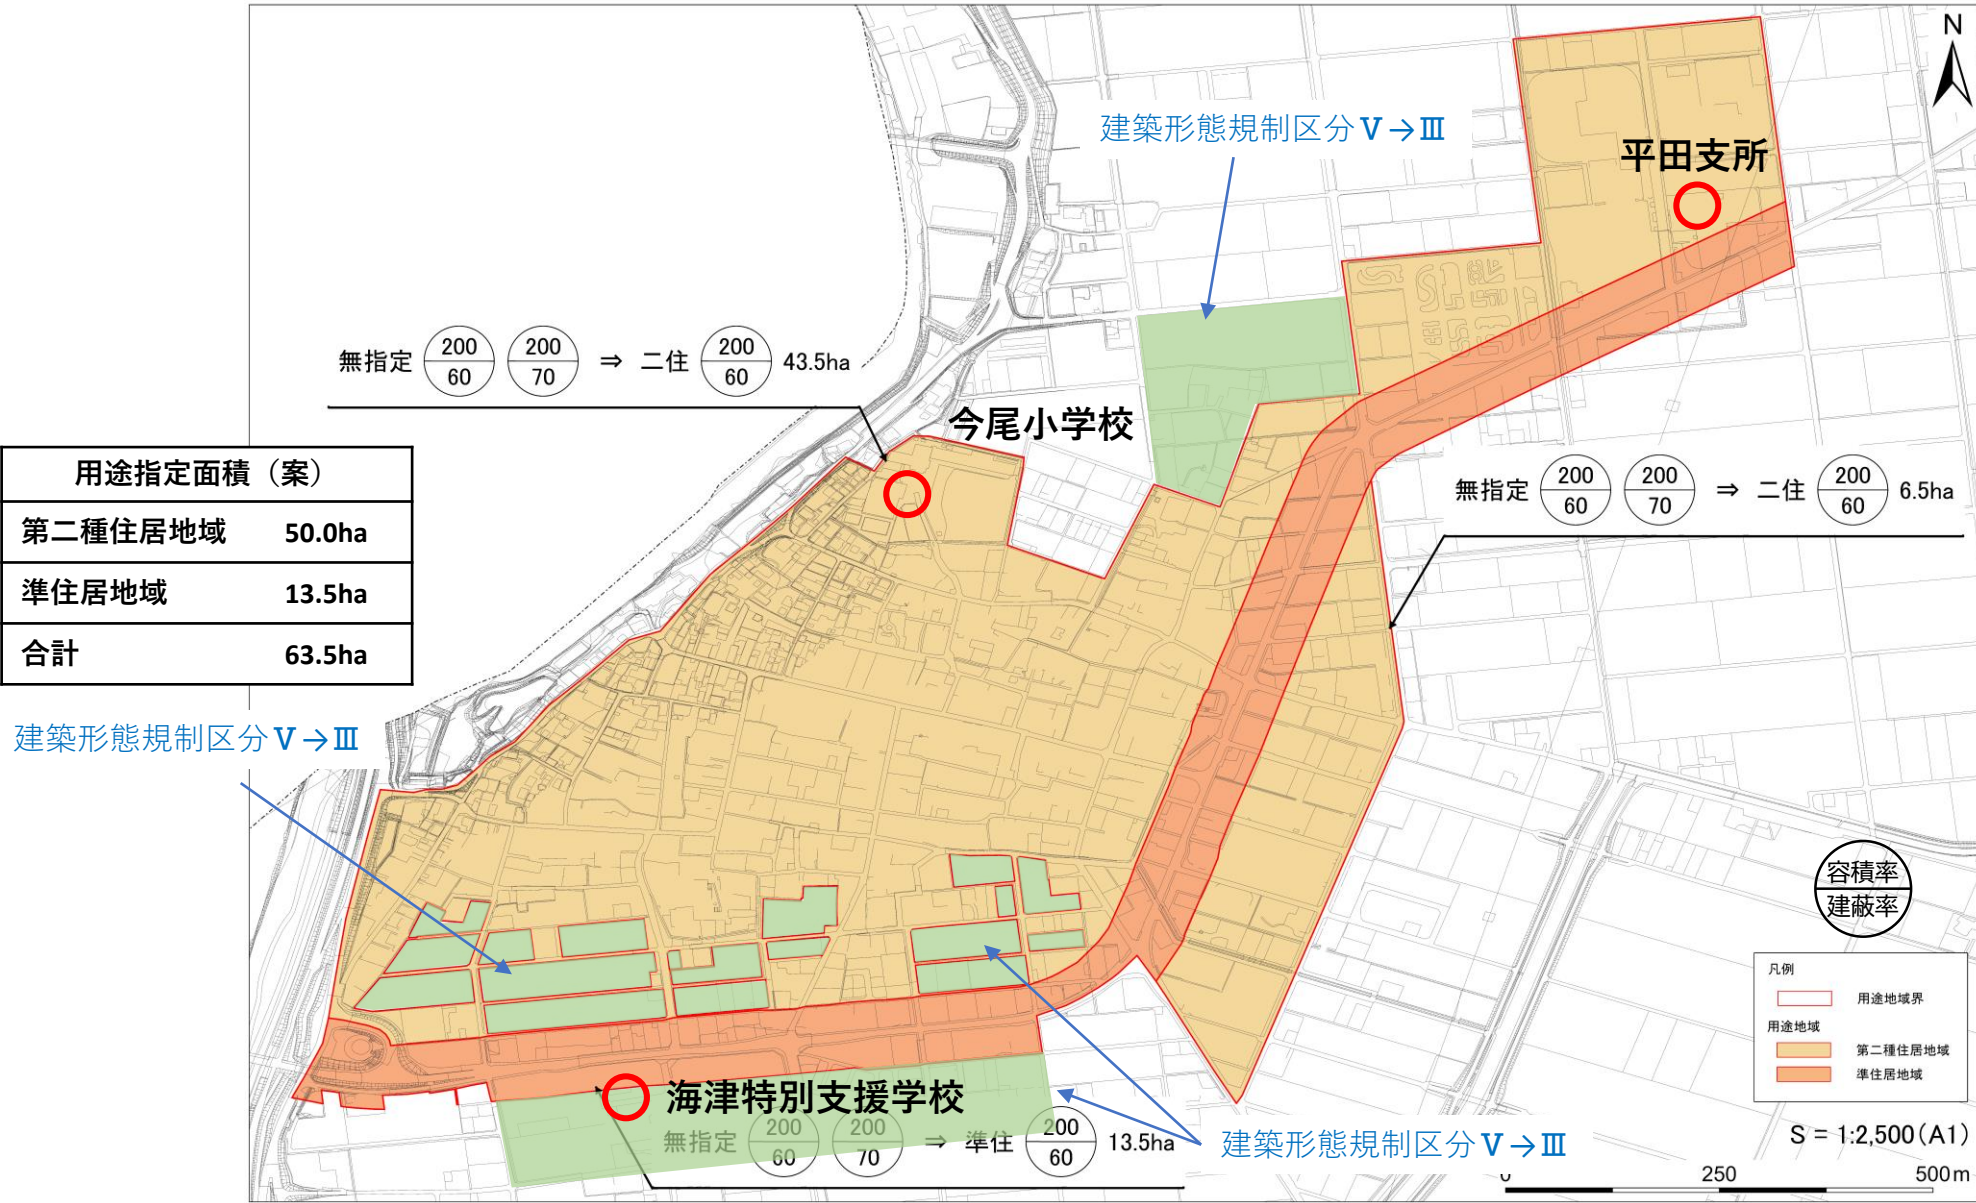 N
建築形態規制区分Ⅴ→Ⅲ
平田支所
無指定 200/60 200/70 ⇒ 二住 200/60 43.5ha
今尾小学校
用途指定面積（案）
第二種住居地域 50.0ha
準住居地域 13.5ha
合計 63.5ha
無指定 200/60 200/70 ⇒ 二住 200/60 6.5ha
建築形態規制区分Ⅴ→Ⅲ
容積率
建蔽率
凡例
用途地域界
用途地域
第二種住居地域
準住居地域
海津特別支援学校
無指定 200/60 200/70 ⇒ 準住 200/60 13.5ha
建築形態規制区分Ⅴ→Ⅲ
S = 1:2,500(A1)
0 250 500m